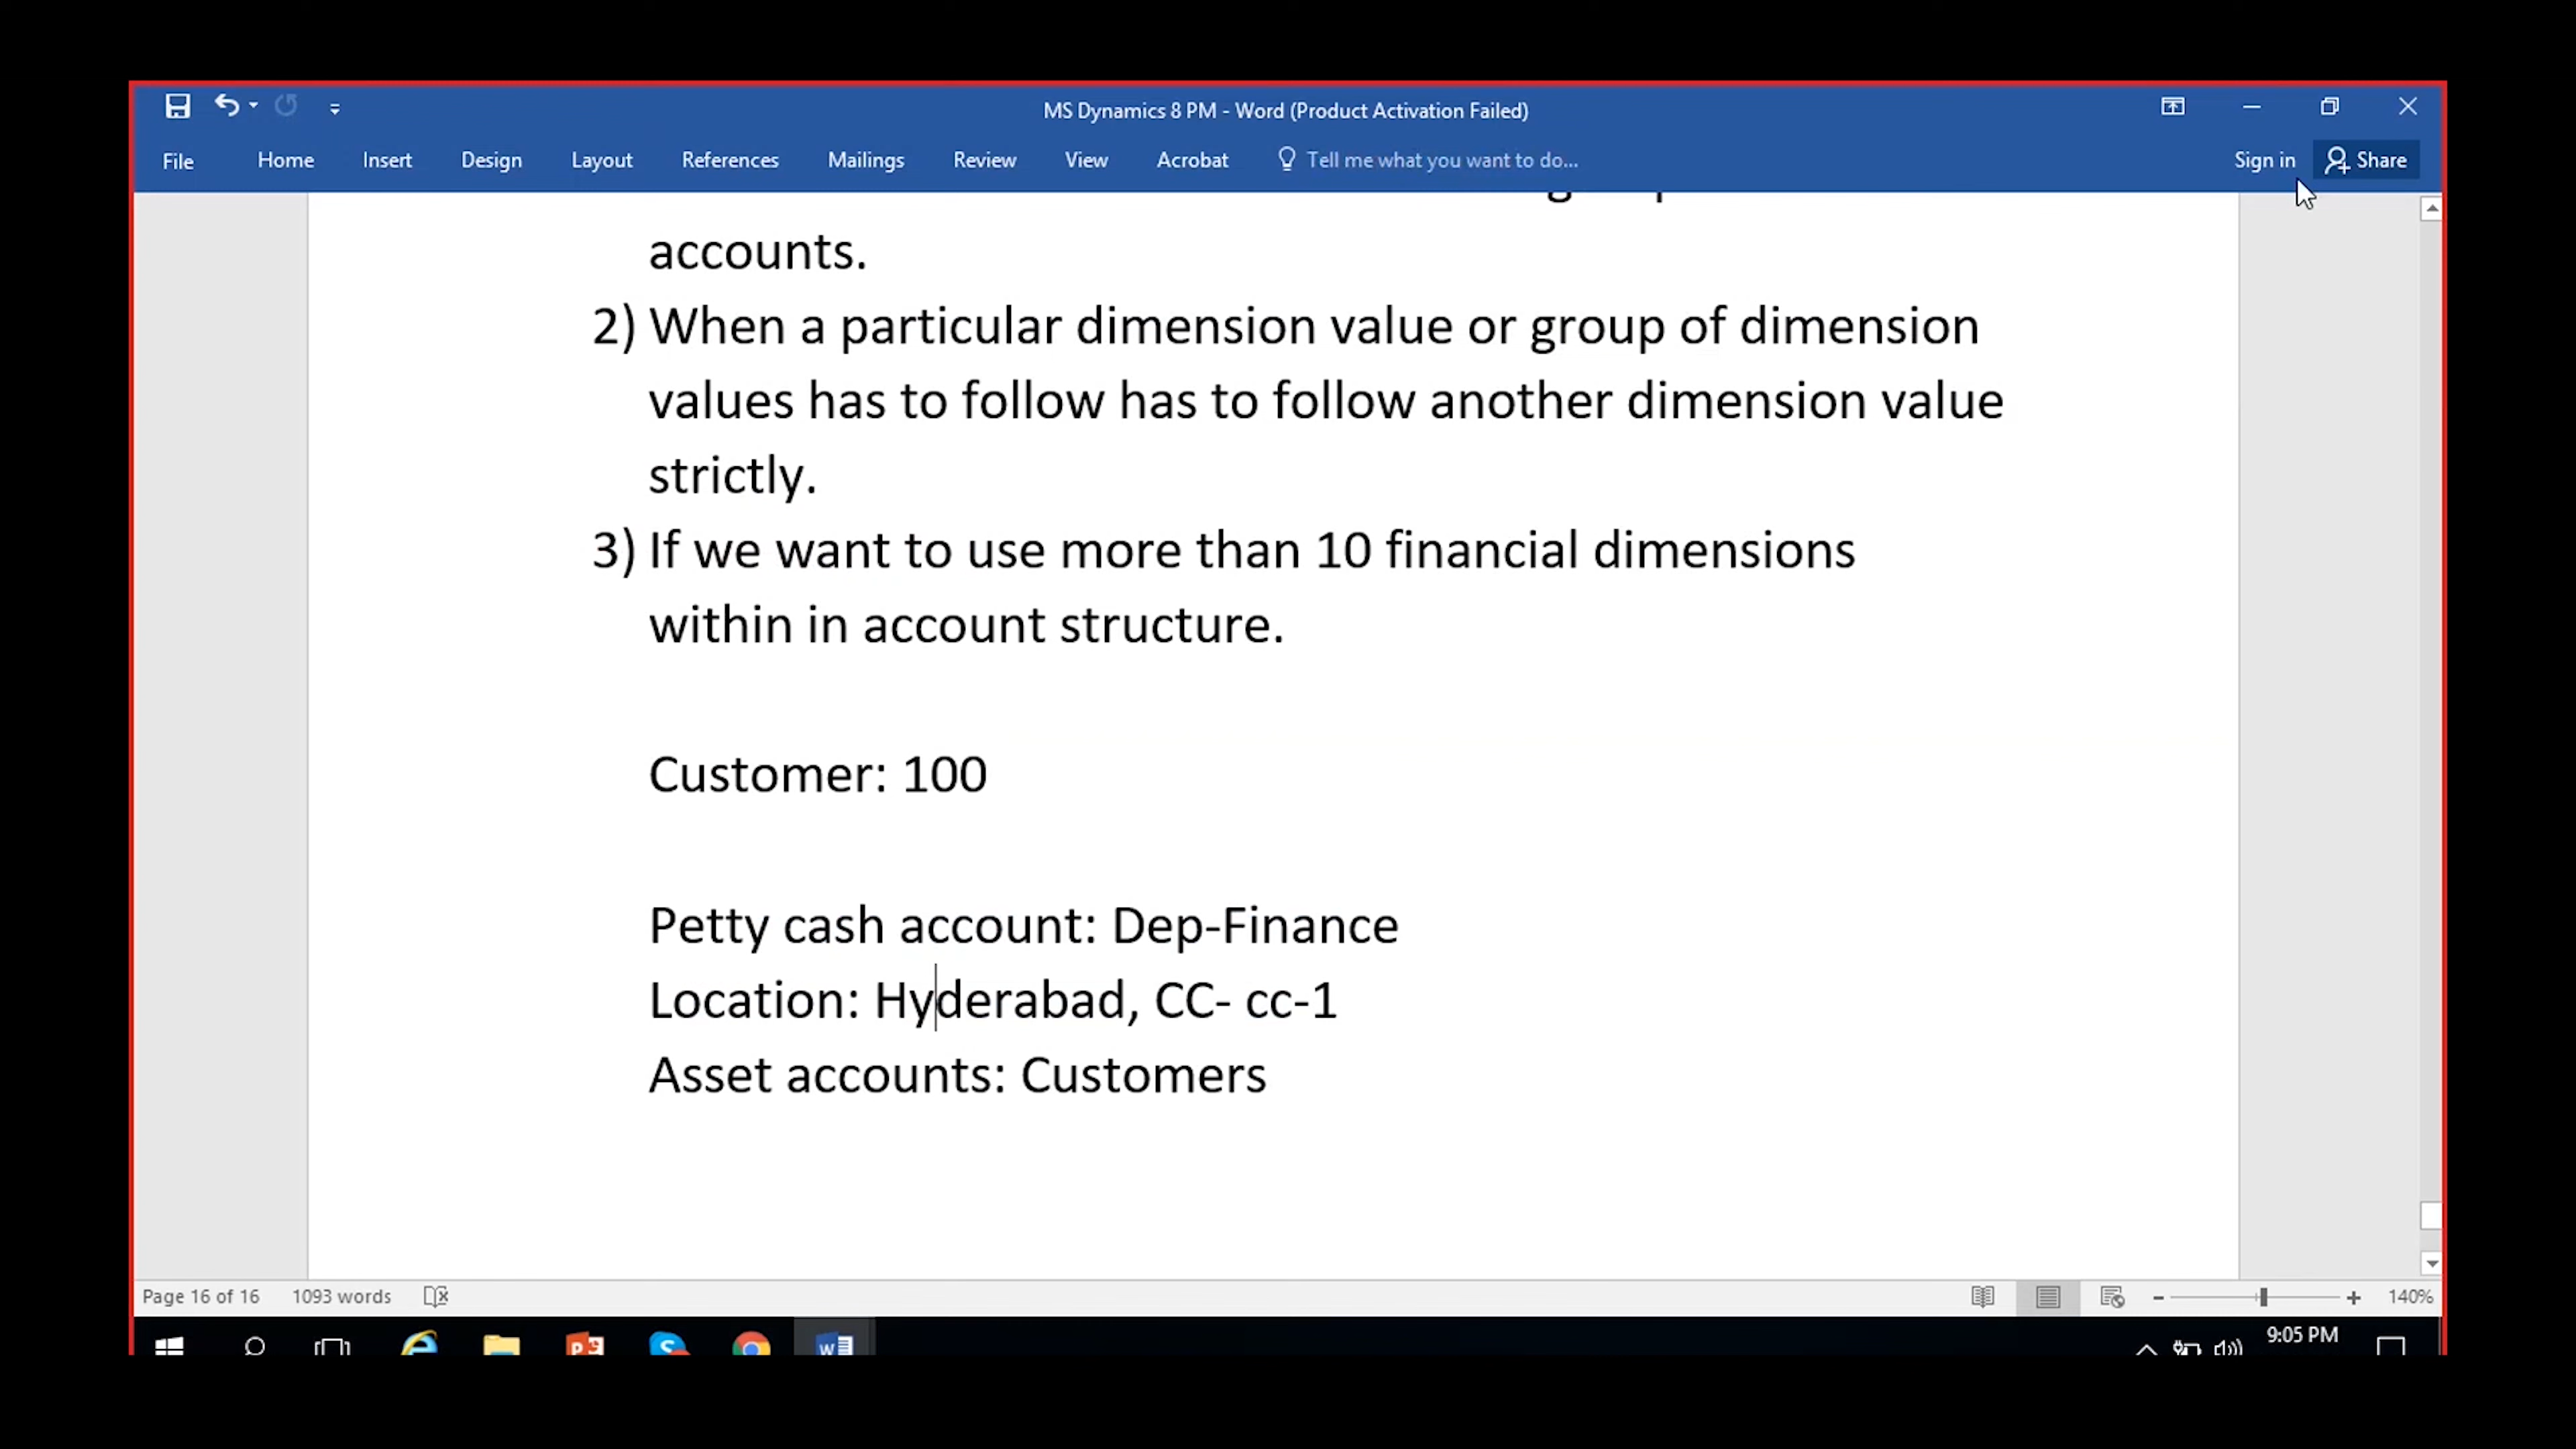 MS Dynamics 8 PM - Word (Product Activation Failed)
File Home Insert Design Layout References Mailings Review View Acrobat Tell me what you want to do... Sign in Share
accounts.
2) When a particular dimension value or group of dimension
values has to follow has to follow another dimension value
strictly.
3) If we want to use more than 10 financial dimensions
within in account structure.
Customer: 100
Petty cash account: Dep-Finance
Location: Hyderabad, CC- cc-1
Asset accounts: Customers
Page 16 of 16 1093 words 140%
9:05 PM